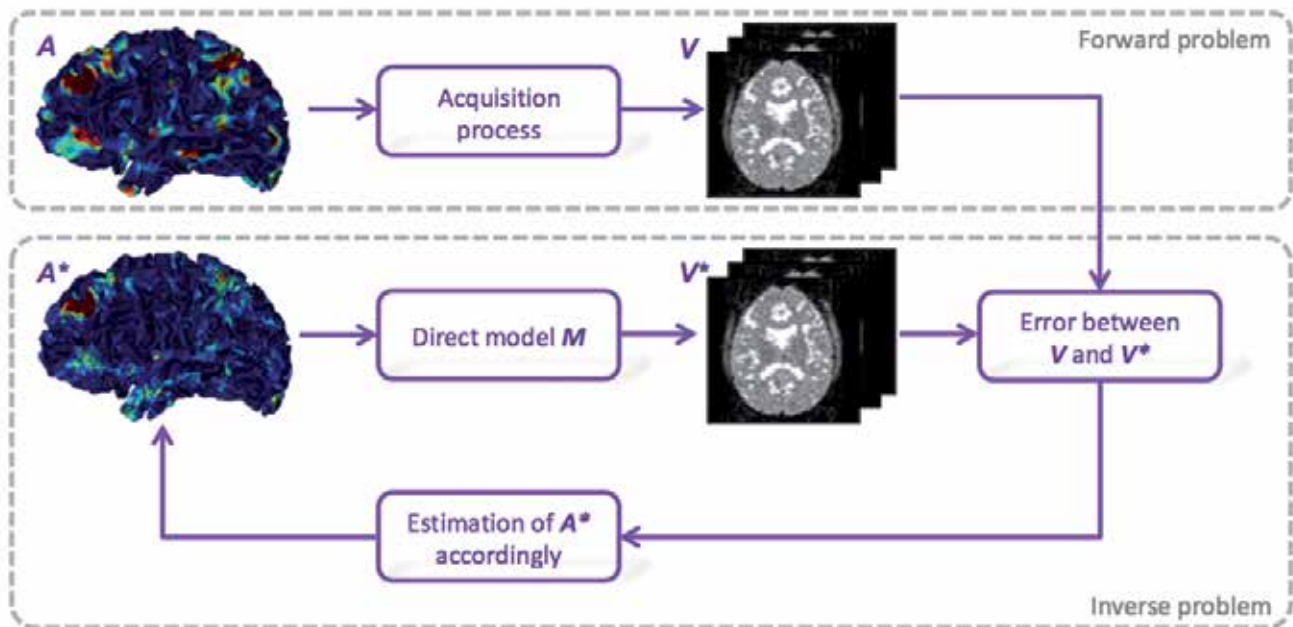 A
V
Forward problem
Acquisition
process
A*
V*
Direct model M
Error between
V and V*
Estimation of A*
accordingly
Inverse problem